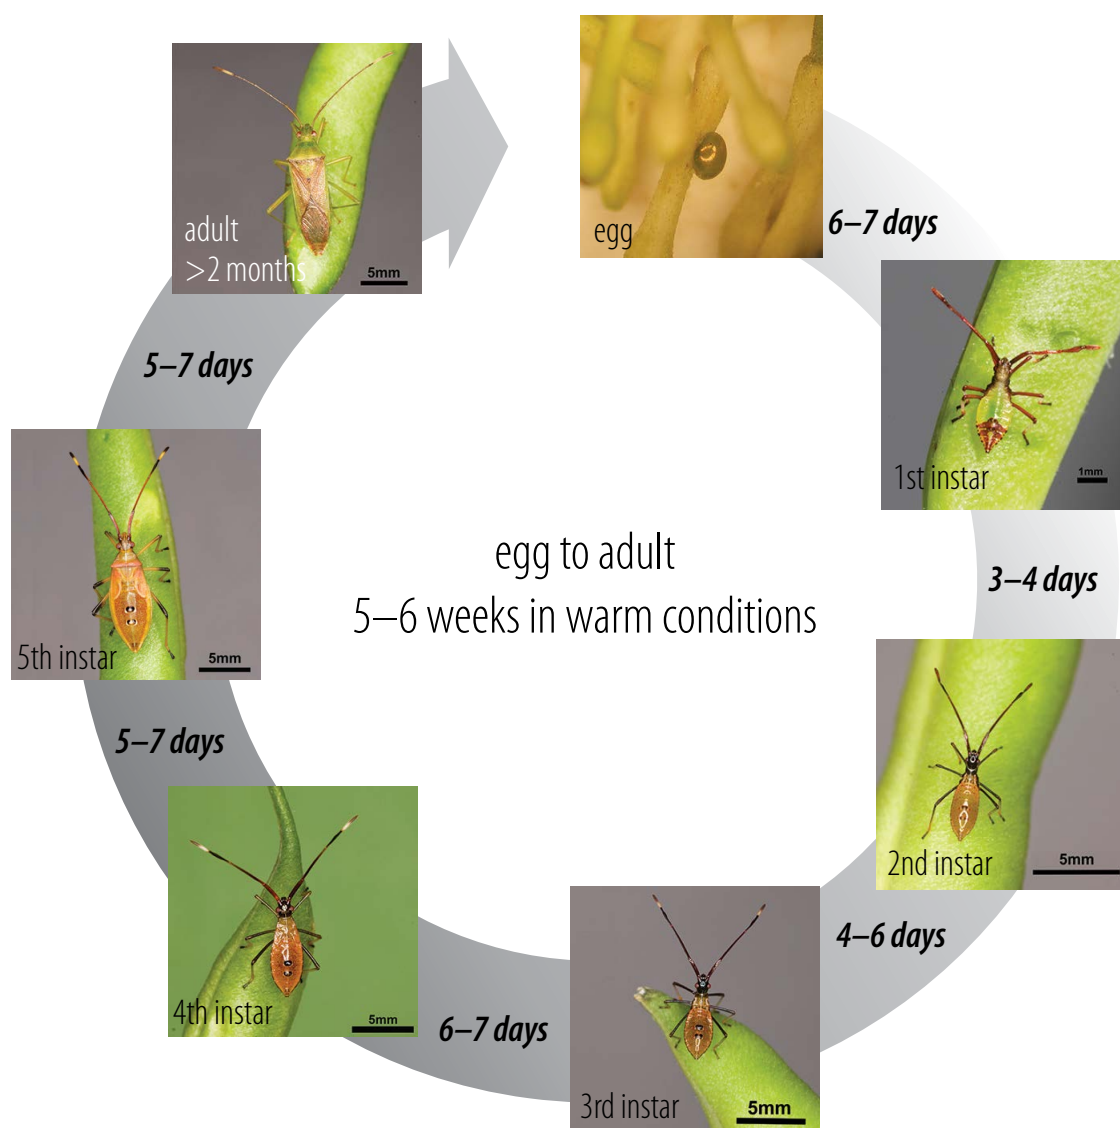 egg
6–7 days
1st instar
1mm
3–4 days
2nd instar
5mm
4–6 days
3rd instar
5mm
6–7 days
4th instar
5mm
5–7 days
5th instar
5mm
5–7 days
adult
>2 months
5mm
egg to adult
5–6 weeks in warm conditions